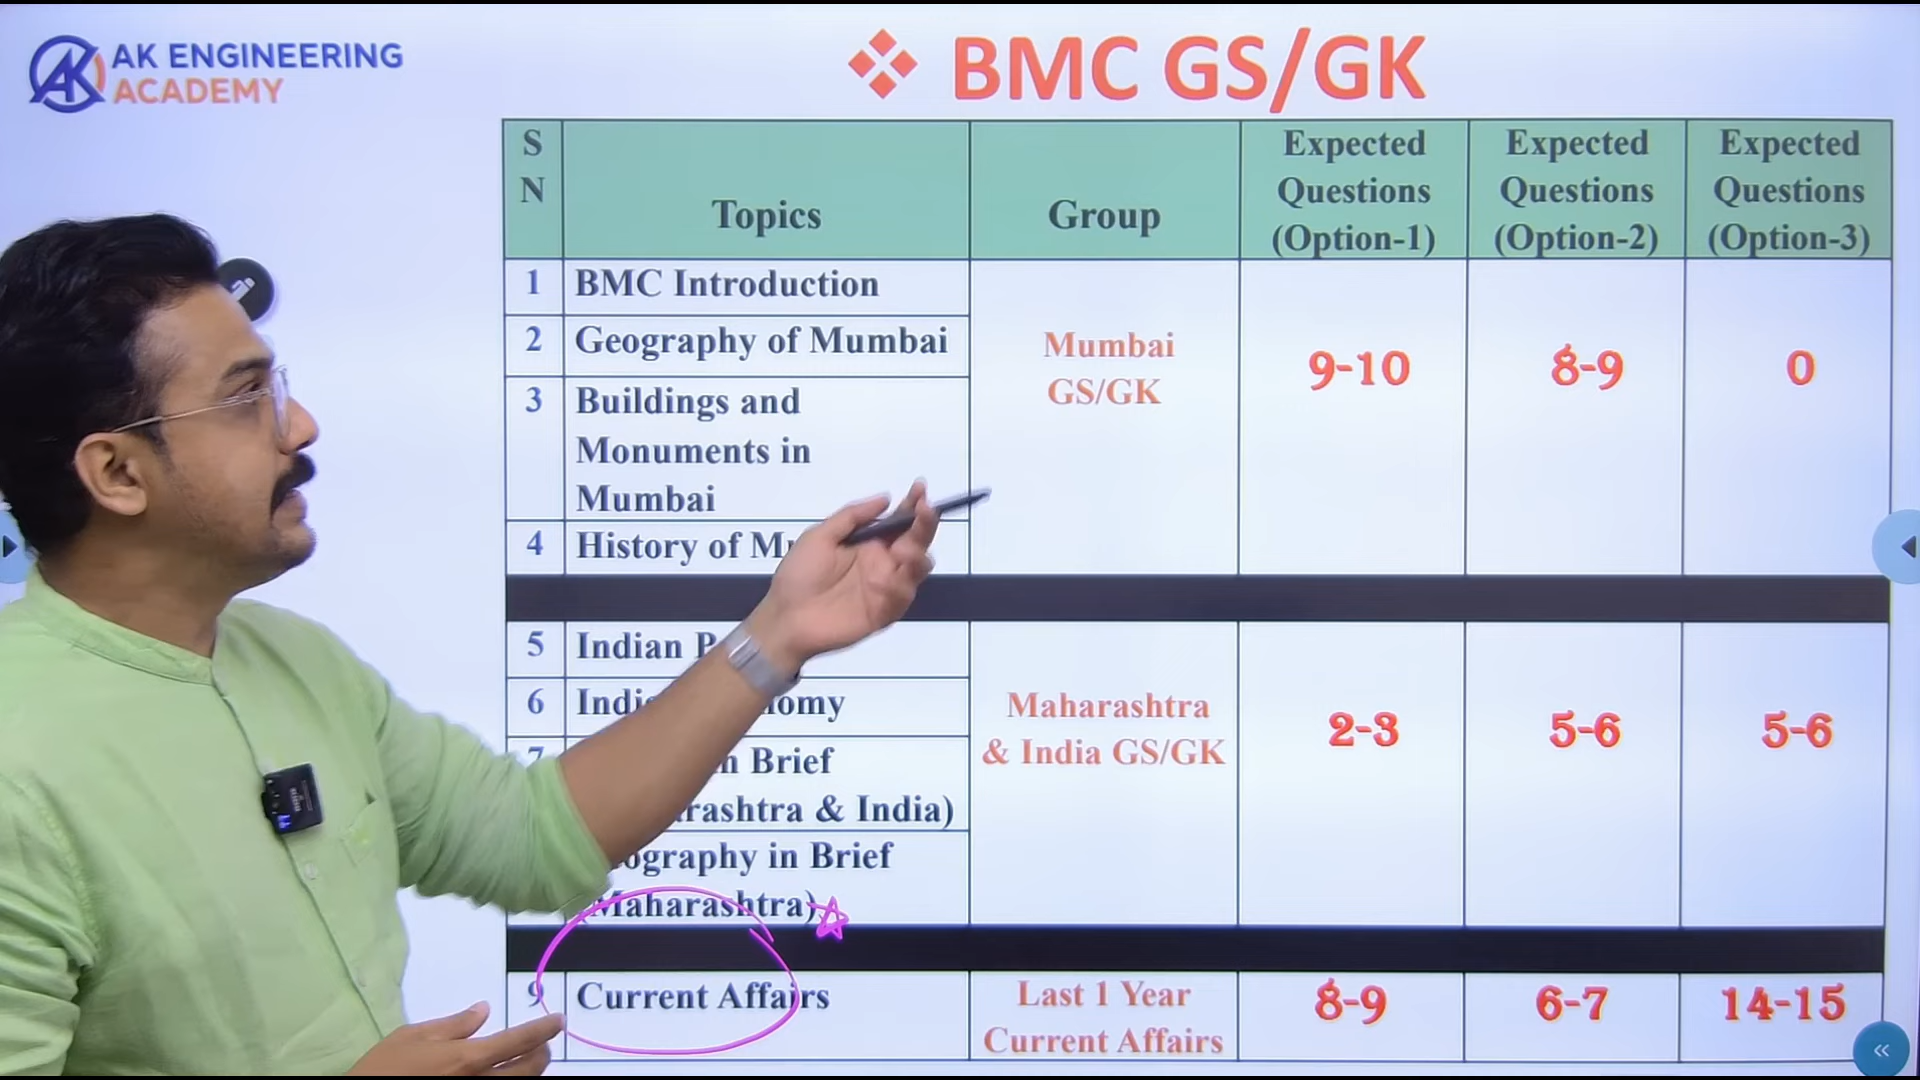 AK ENGINEERING
ACADEMY
❖ BMC GS/GK
S
N
Topics
Group
Expected
Questions
(Option-1)
Expected
Questions
(Option-2)
Expected
Questions
(Option-3)
1 BMC Introduction
2 Geography of Mumbai
3 Buildings and
Monuments in
Mumbai
4 History of
Mumbai
GS/GK
9-10
8-9
0
5 Indian
6
7
Brief
& India)
in Brief
Maharashtra)
Maharashtra
& India GS/GK
2-3
5-6
5-6
9 Current Affairs
Last 1 Year
Current Affairs
8-9
6-7
14-15